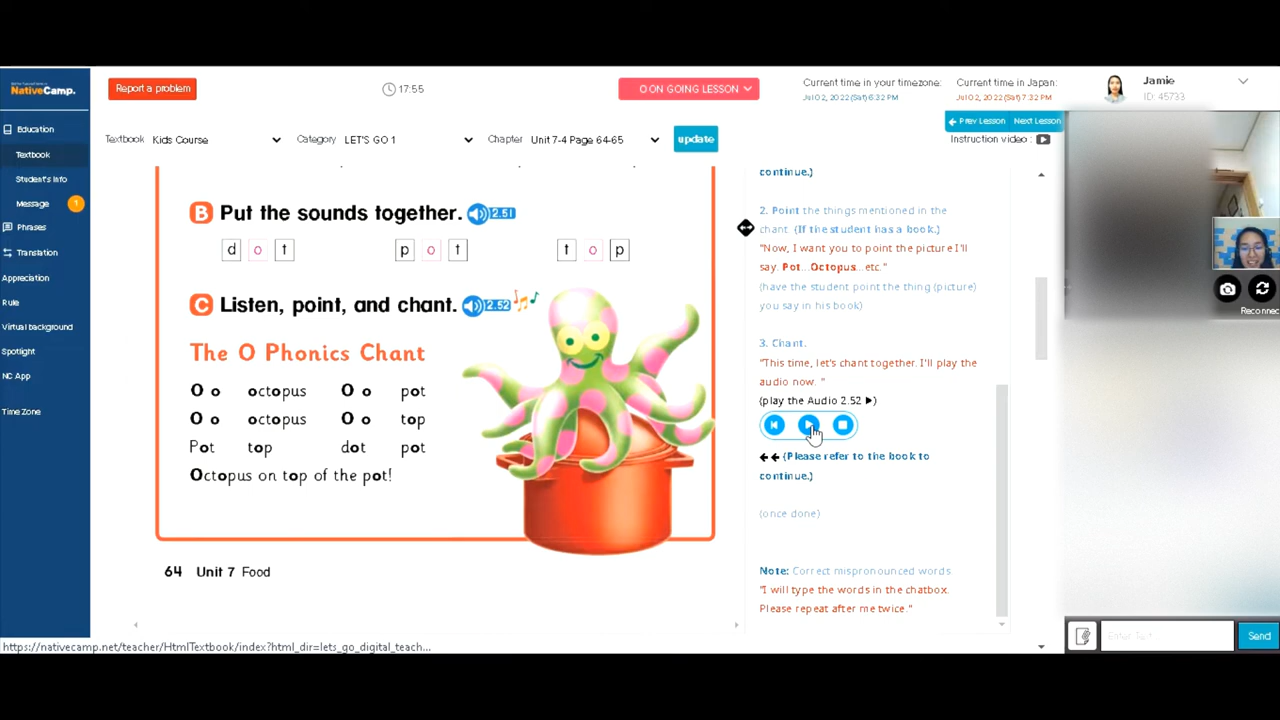 NativeCamp.
Report a problem
17:55
O ON GOING LESSON
Current time in your timezone:
Jul 02, 2022 (Sat) 6:32 PM
Current time in Japan:
Jul 02, 2022 (Sat) 7:32 PM
Jamie
ID: 45733
Education
Textbook
Student's Info
Message
1
Phrases
Translation
Appreciation
Rule
Virtual background
Spotlight
NC App
Time Zone
Textbook Kids Course
Category LET'S GO 1
Chapter Unit 7-4 Page 64-65
update
Prev Lesson Next Lesson
Instruction video :
B Put the sounds together. 2.51
d o t p o t t o p
C Listen, point, and chant. 2.52
The O Phonics Chant
O o octopus O o pot
O o octopus O o top
Pot top dot pot
Octopus on top of the pot!
64 Unit 7 Food
continue.)
2. Point the things mentioned in the
chant. (If the student has a book.)
"Now, I want you to point the picture I'll
say. Pot...Octopus...etc."
(have the student point the thing (picture)
you say in his book)
3. Chant.
"This time, let's chant together. I'll play the
audio now. "
(play the Audio 2.52 ▶)
(Please refer to the book to
continue.)
(once done)
Note: Correct mispronounced words
"I will type the words in the chatbox.
Please repeat after me twice."
Reconnec
Enter Text
Send
https://nativecamp.net/teacher/HtmlTextbook/index?html_dir=lets_go_digital_teach...